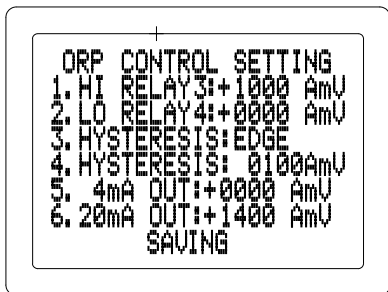 ORP CONTROL SETTING
1. HI RELAY3:+1000 AmV
2. LO RELAY4:+0000 AmV
3. HYSTERESIS:EDGE
4. HYSTERESIS: 0100AmV
5. 4mA OUT:+0000 AmV
6. 20mA OUT:+1400 AmV
SAVING